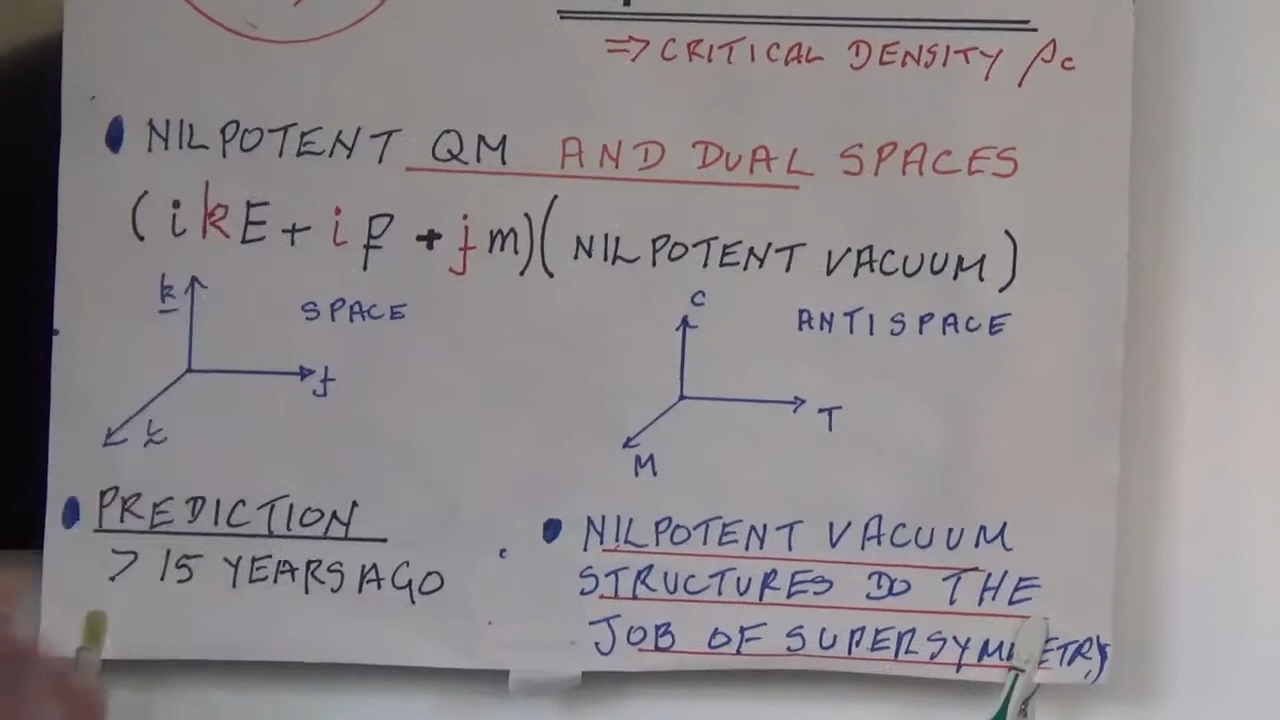 ⇒ CRITICAL DENSITY ρc
• NILPOTENT QM AND DUAL SPACES
(ikE + ip + jm)(NILPOTENT VACUUM)
k
SPACE
j
i
C
ANTISPACE
T
M
• PREDICTION
> 15 YEARS AGO
• NILPOTENT VACUUM
STRUCTURES DO THE
JOB OF SUPERSYMMETRY